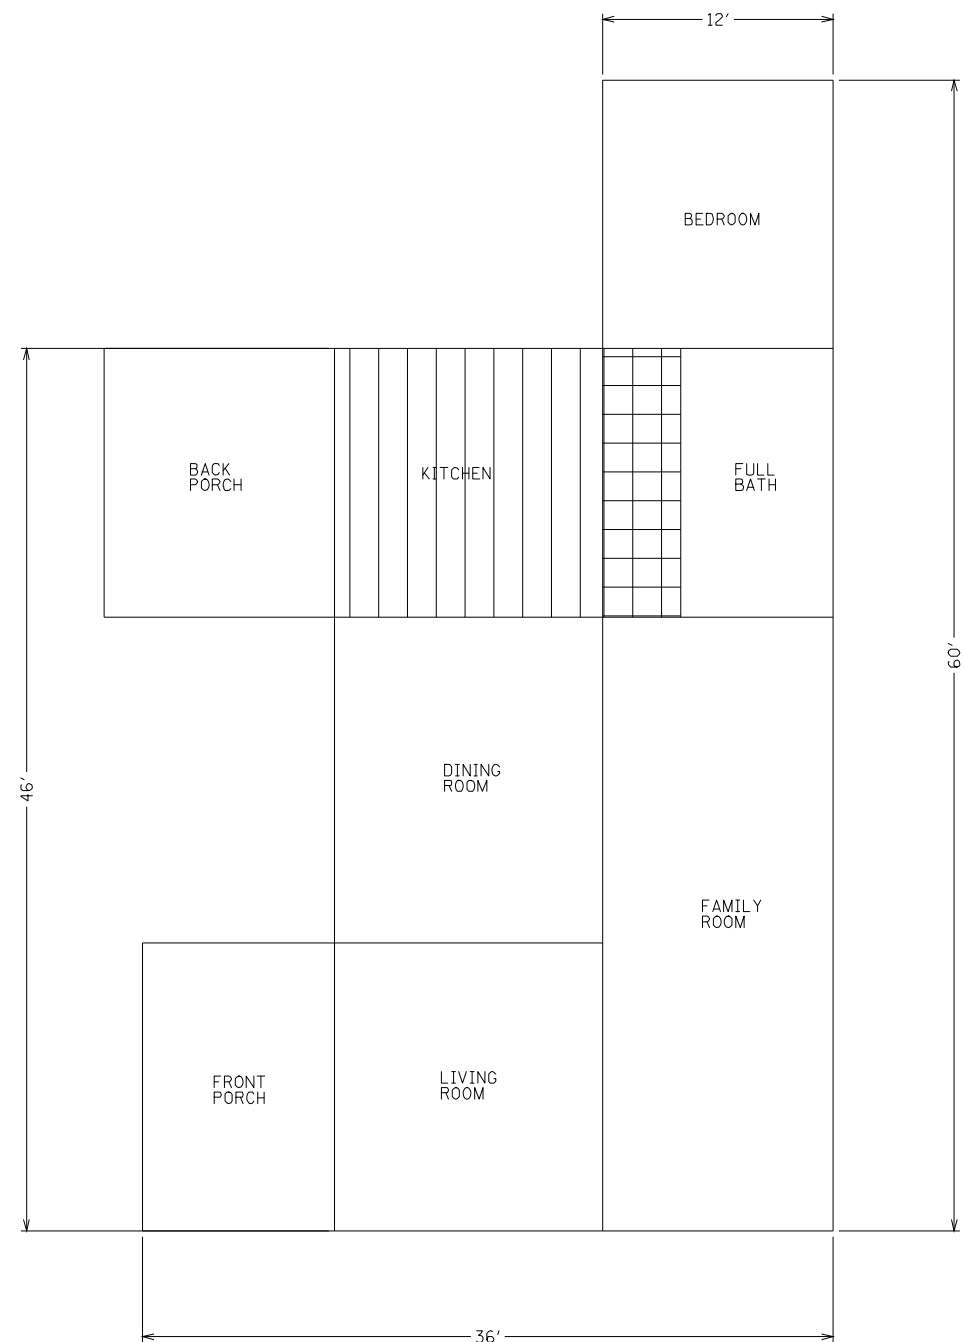 12′
BEDROOM
BACK
PORCH
KITCHEN
FULL
BATH
60′
DINING
ROOM
46′
FAMILY
ROOM
FRONT
PORCH
LIVING
ROOM
36′